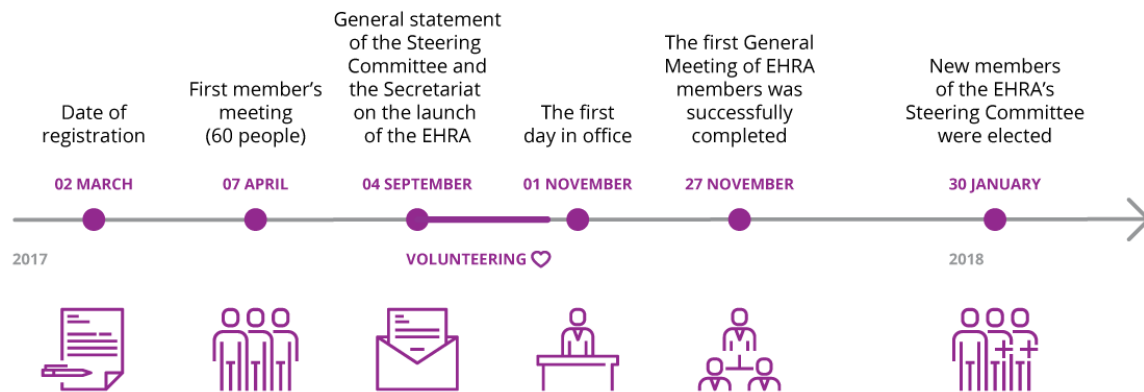 Date of
registration
First member's
meeting
(60 people)
General statement
of the Steering
Committee and
the Secretariat
on the launch
of the EHRA
The first
day in office
The first General
Meeting of EHRA
members was
successfully
completed
New members
of the EHRA's
Steering Committee
were elected
02 MARCH
07 APRIL
04 SEPTEMBER
01 NOVEMBER
27 NOVEMBER
30 JANUARY
2017
VOLUNTEERING
2018